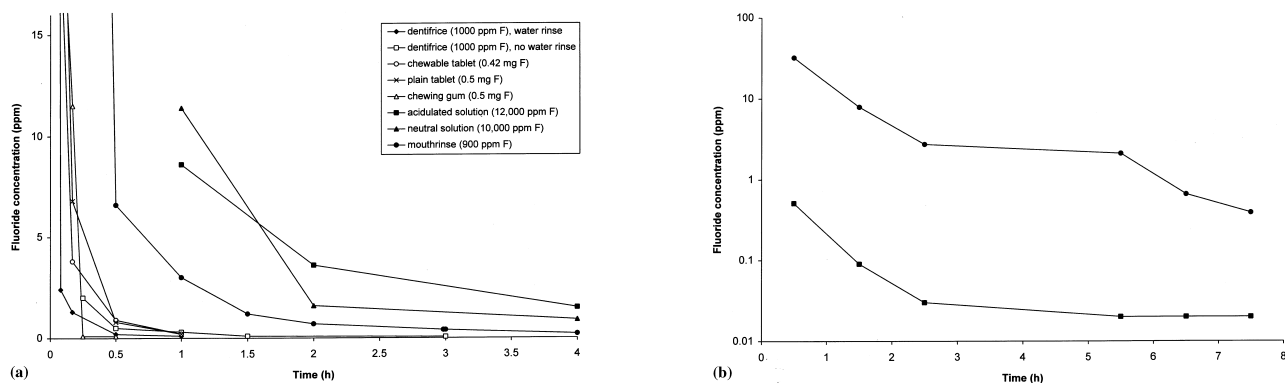 15
10
5
0
Fluoride concentration (ppm)
dentifrice (1000 ppm F), water rinse
dentifrice (1000 ppm F), no water rinse
chewable tablet (0.42 mg F)
plain tablet (0.5 mg F)
chewing gum (0.5 mg F)
acidulated solution (12,000 ppm F)
neutral solution (10,000 ppm F)
mouthrinse (900 ppm F)
0 0.5 1 1.5 2 2.5 3 3.5 4
Time (h)
(a)
100
10
1
0.1
0.01
Fluoride concentration (ppm)
0 1 2 3 4 5 6 7 8
Time (h)
(b)